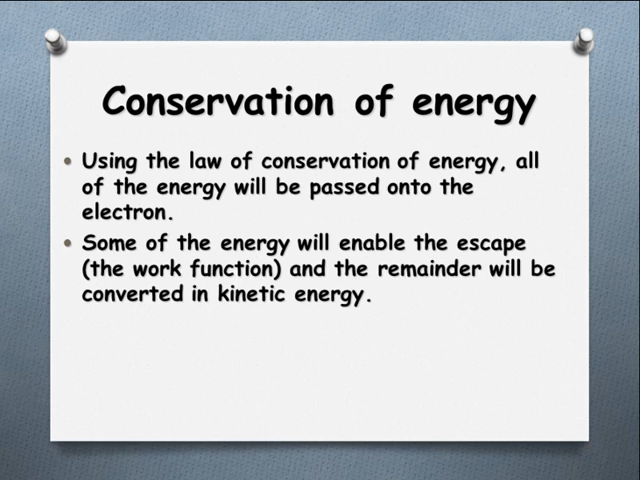 Conservation of energy
• Using the law of conservation of energy, all
of the energy will be passed onto the
electron.
• Some of the energy will enable the escape
(the work function) and the remainder will be
converted in kinetic energy.